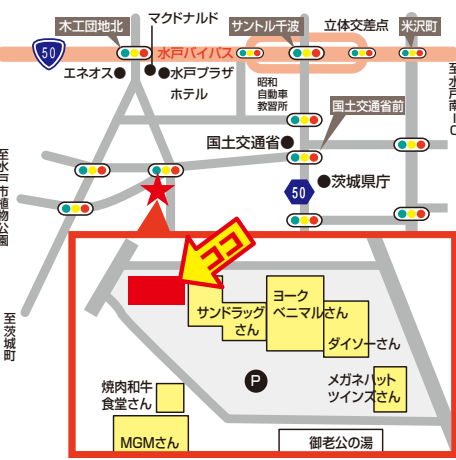 木工団地北
マクドナルド
サントル千波
立体交差点
米沢町
50
水戸バイパス
エネオス
水戸プラザ
ホテル
昭和
自動車
教習所
至水戸南IC
国土交通省前
国土交通省
茨城県庁
50
至水戸市植物公園
至茨城町
ココ
サンドラッグ
さん
ヨーク
ベニマルさん
ダイソーさん
P
メガネハット
ツインズさん
焼肉和牛
食堂さん
MGMさん
御老公の湯